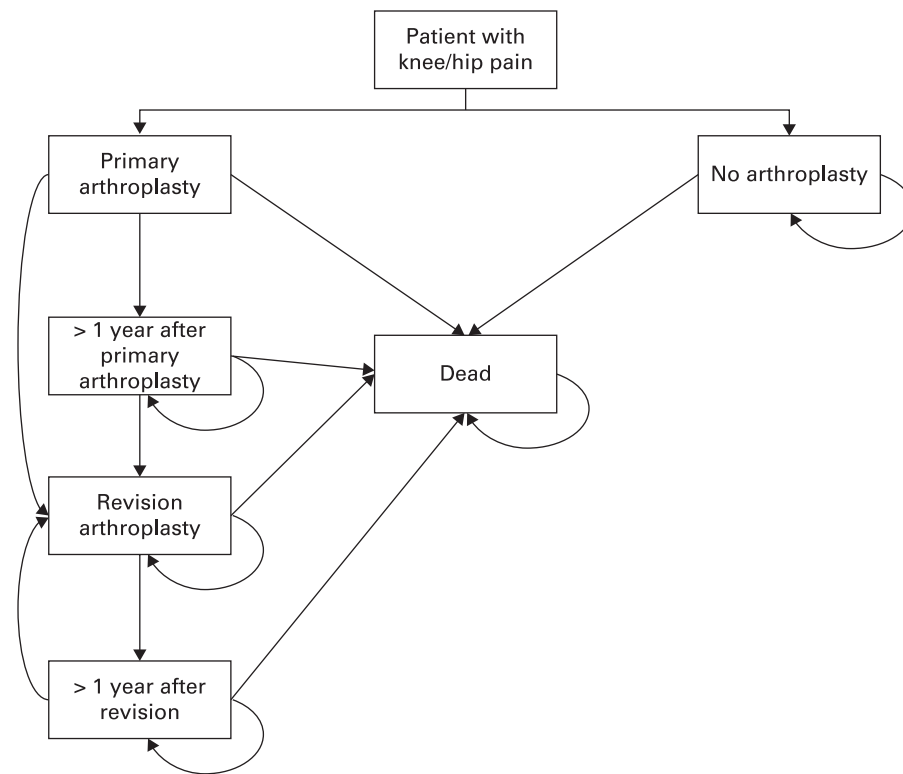 Patient with
knee/hip pain
Primary
arthroplasty
No arthroplasty
> 1 year after
primary
arthroplasty
Dead
Revision
arthroplasty
> 1 year after
revision